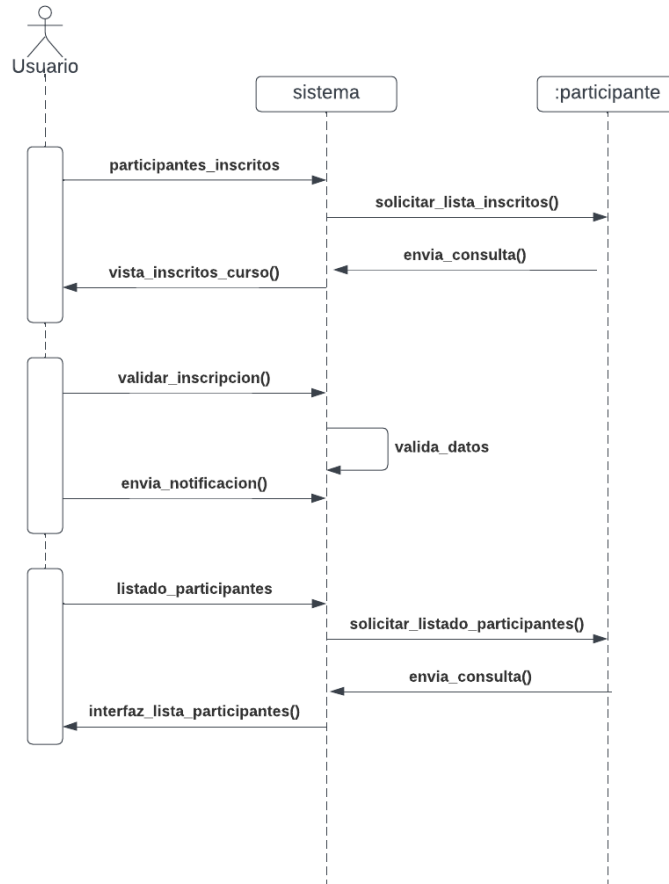 Usuario
sistema
:participante
participantes_inscritos
solicitar_lista_inscritos()
envia_consulta()
vista_inscritos_curso()
validar_inscripcion()
valida_datos
envia_notificacion()
listado_participantes
solicitar_listado_participantes()
envia_consulta()
interfaz_lista_participantes()